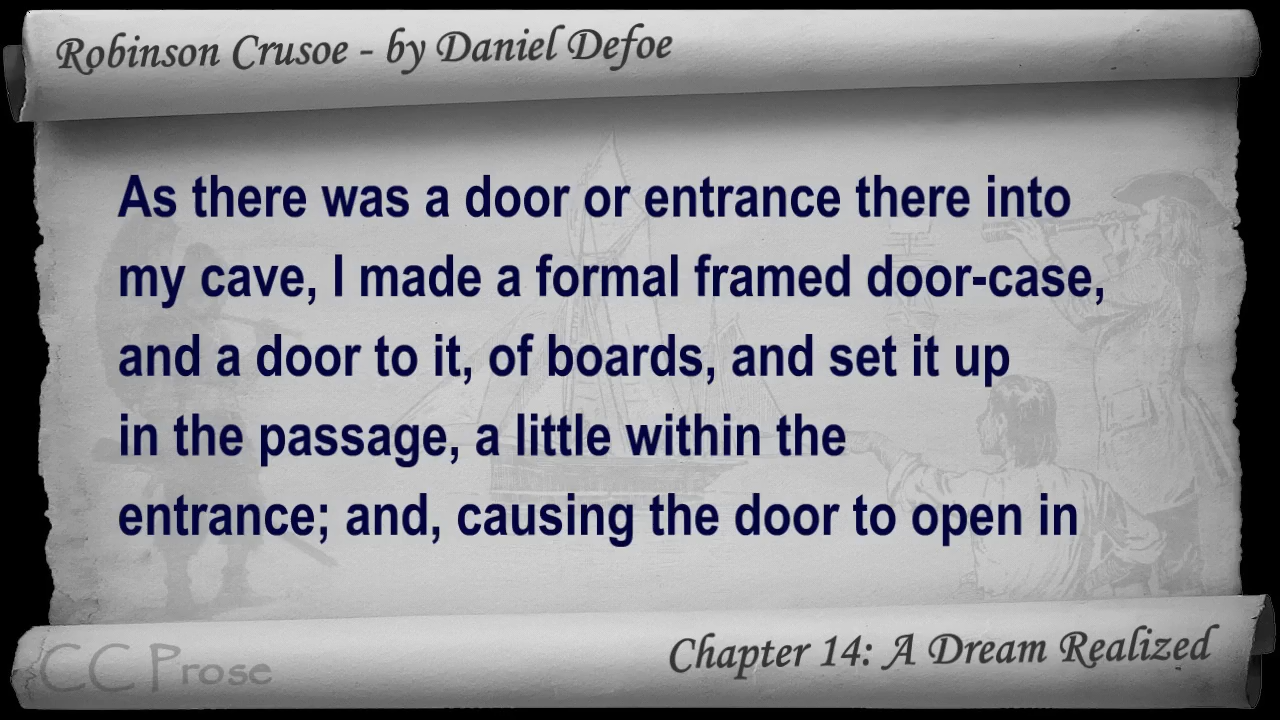 Robinson Crusoe - by Daniel Defoe
As there was a door or entrance there into
my cave, I made a formal framed door-case,
and a door to it, of boards, and set it up
in the passage, a little within the
entrance; and, causing the door to open in
CC Prose
Chapter 14: A Dream Realized